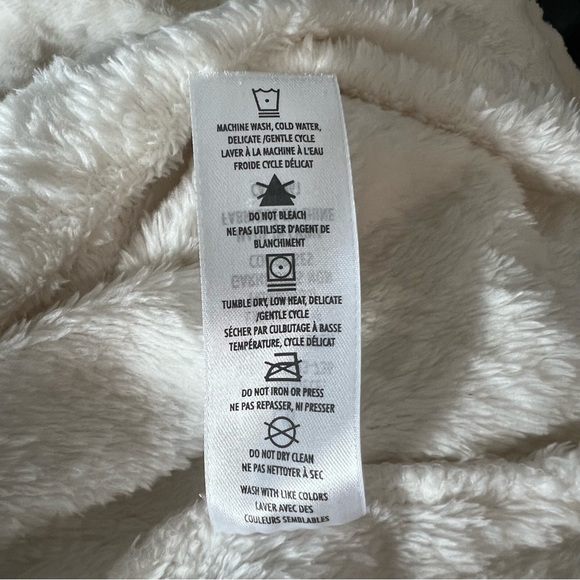 MACHINE WASH, COLD WATER,
DELICATE /GENTLE CYCLE
LAVER À LA MACHINE À L'EAU
FROIDE CYCLE DÉLICAT
DO NOT BLEACH
NE PAS UTILISER D'AGENT DE
BLANCHIMENT
TUMBLE DRY, LOW HEAT, DELICATE
/GENTLE CYCLE
SÉCHER PAR CULBUTAGE À BASSE
TEMPÉRATURE, CYCLE DÉLICAT
DO NOT IRON OR PRESS
NE PAS REPASSER, NI PRESSER
DO NOT DRY CLEAN
NE PAS NETTOYER À SEC
WASH WITH LIKE COLORS
LAVER AVEC DES
COULEURS SEMBLABLES